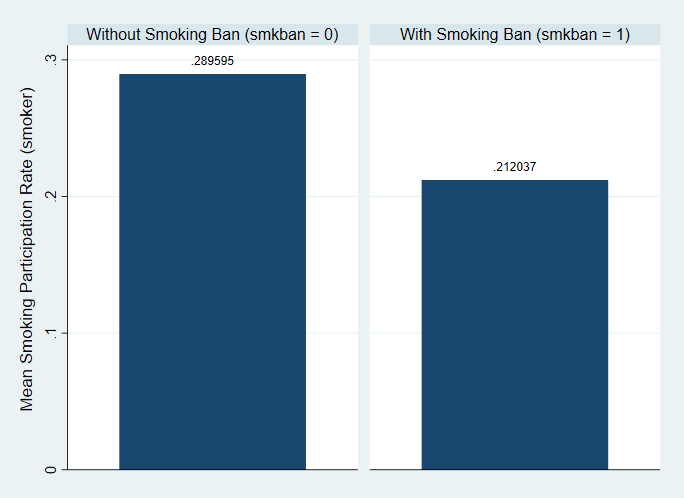 Without Smoking Ban (smkban = 0)
With Smoking Ban (smkban = 1)
Mean Smoking Participation Rate (smoker)
.3
.2
.1
0
.289595
.212037